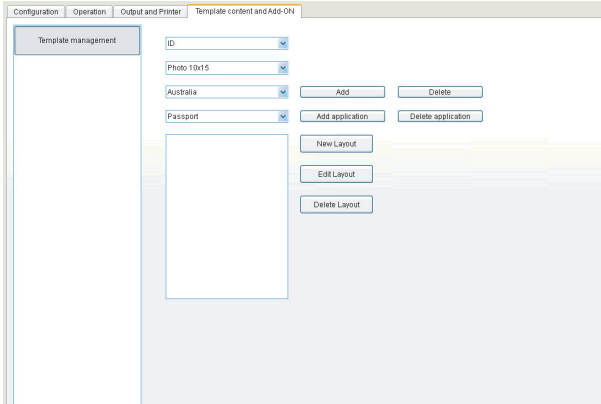 Configuration Operation Output and Printer Template content and Add-ON
Template management
ID
Photo 10x15
Australia Add Delete
Passport Add application Delete application
New Layout
Edit Layout
Delete Layout